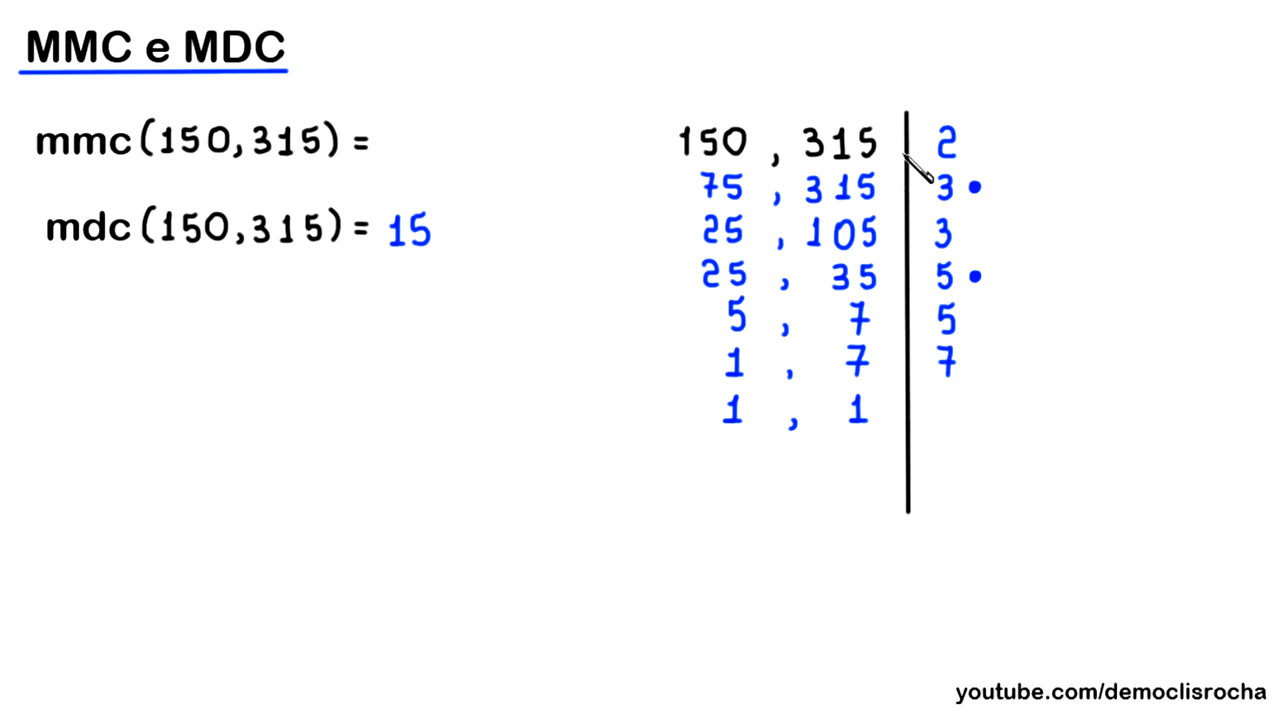 MMC e MDC
mmc(150,315) =
mdc(150,315) = 15
150 , 315 | 2
75 , 315 | 3 •
25 , 105 | 3
25 , 35 | 5 •
5 , 7 | 5
1 , 7 | 7
1 , 1 |
youtube.com/democlisrocha